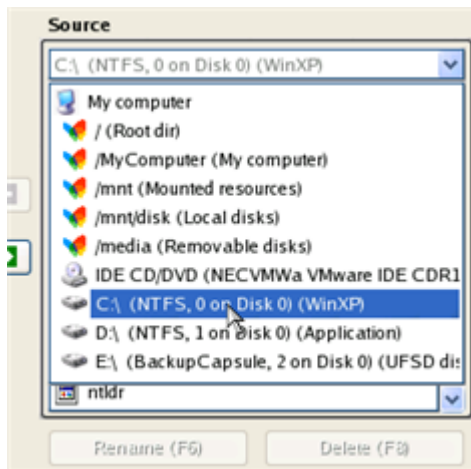 Source
C:\ (NTFS, 0 on Disk 0) (WinXP)
My computer
/ (Root dir)
/MyComputer (My computer)
/mnt (Mounted resources)
/mnt/disk (Local disks)
/media (Removable disks)
IDE CD/DVD (NECVMWa VMware IDE CDR1
C:\ (NTFS, 0 on Disk 0) (WinXP)
D:\ (NTFS, 1 on Disk 0) (Application)
E:\ (BackupCapsule, 2 on Disk 0) (UFSD dis
ntldr
Rename (F6)
Delete (F8)